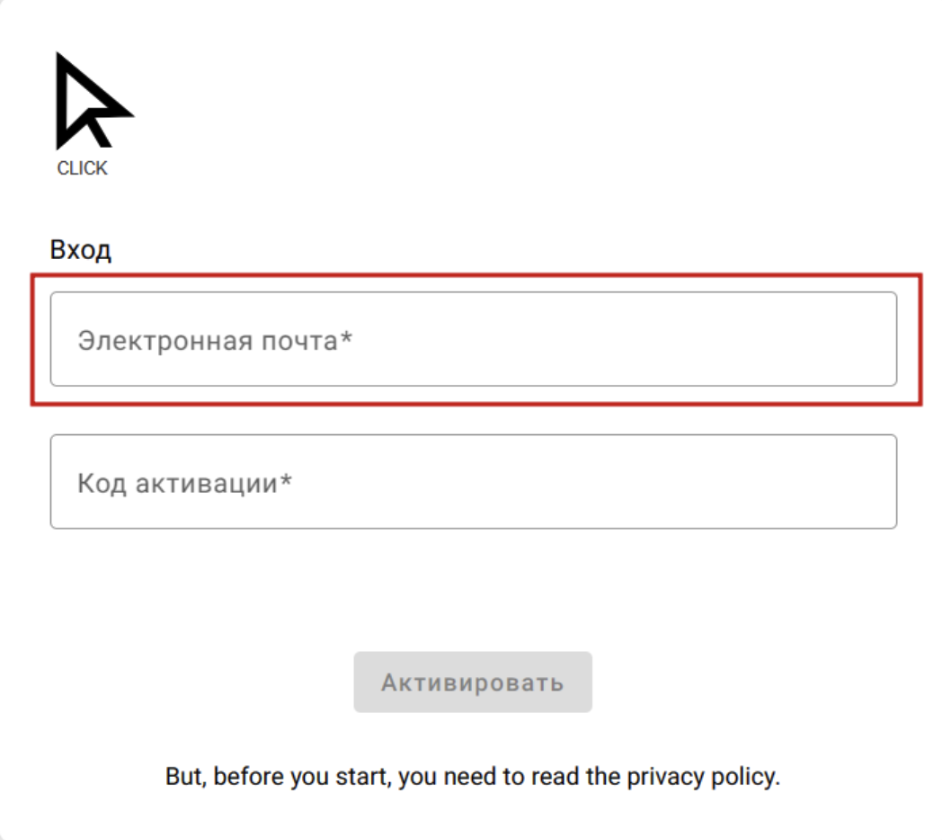 CLICK
Вход
Электронная почта*
Код активации*
Активировать
But, before you start, you need to read the privacy policy.